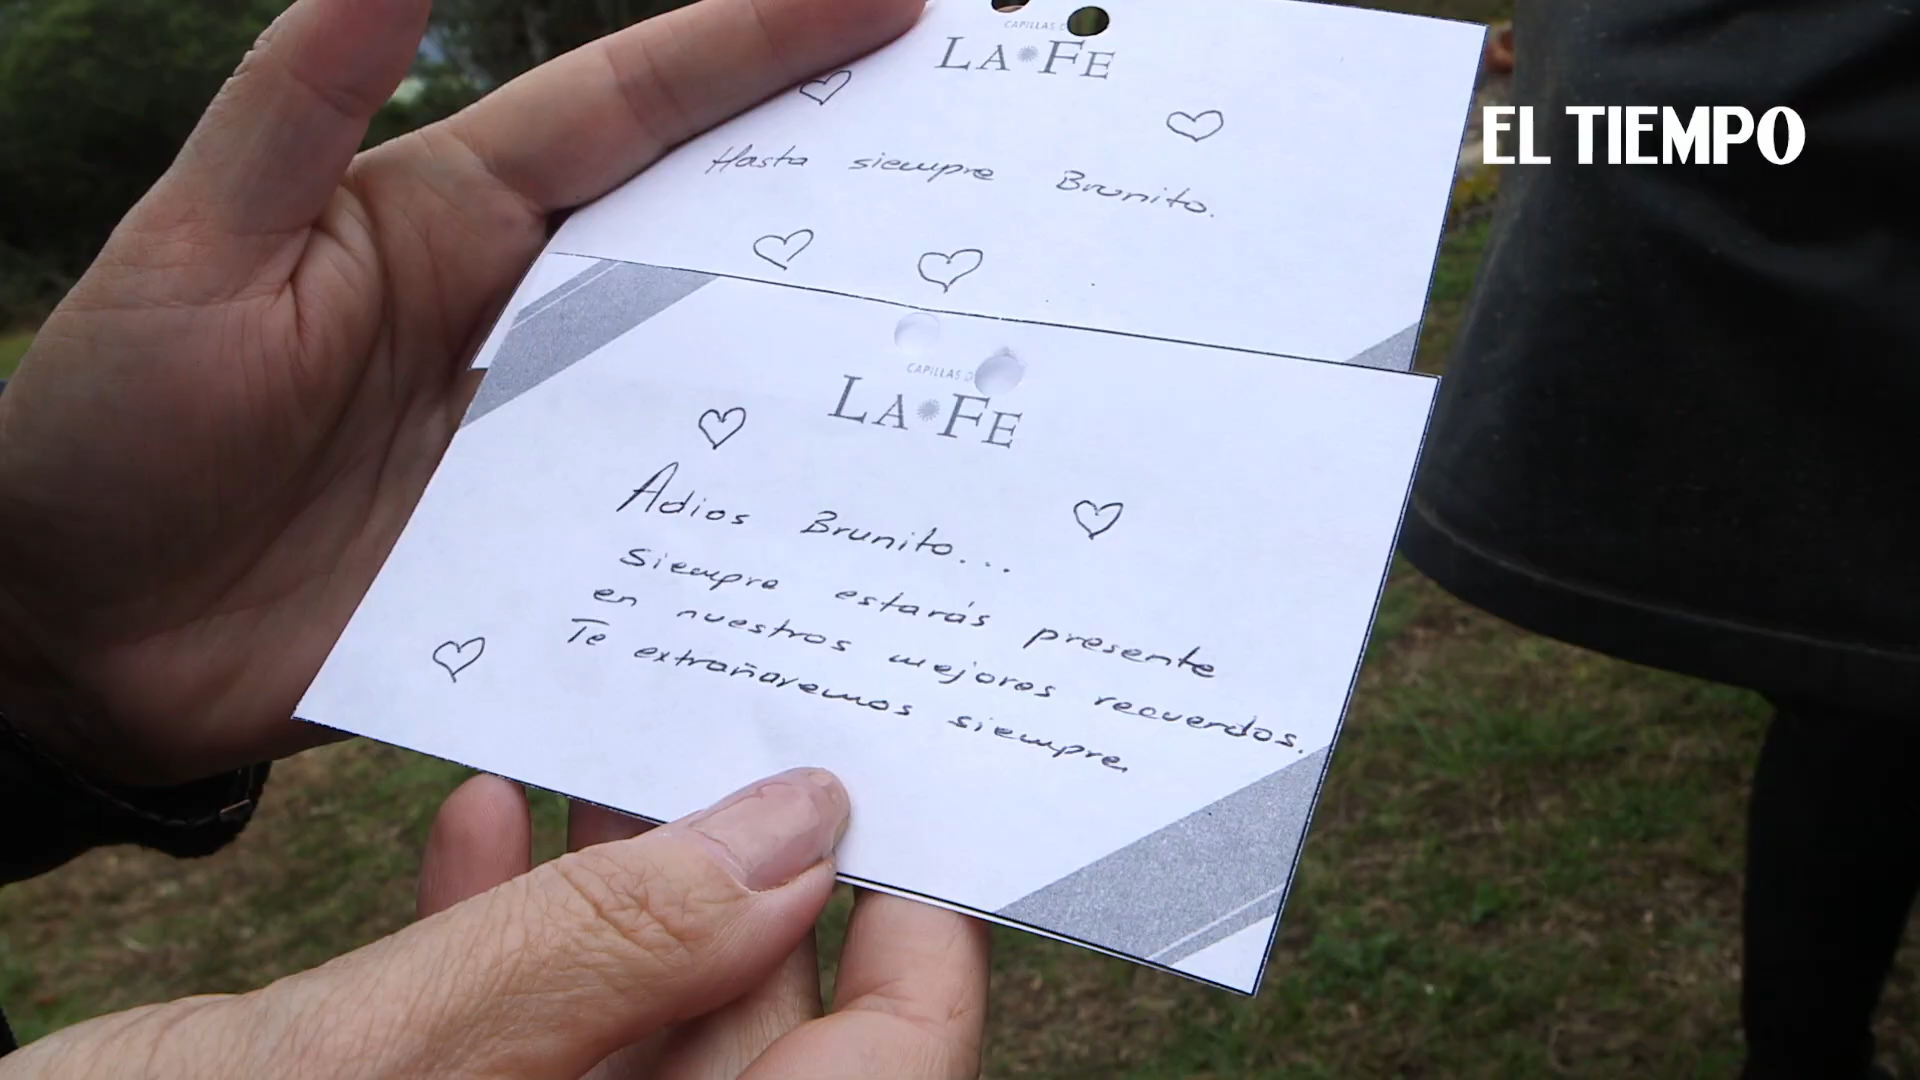 CAPILLAS D
LA FE
EL TIEMPO
Hasta siempre Brunito.
CAPILLAS D
LA FE
Adios Brunito...
Siempre estarás presente
en nuestros mejores recuerdos.
Te extrañaremos siempre.